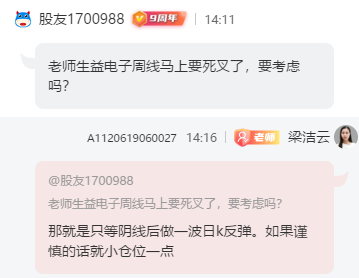 股友1700988 9周年 14:11
老师生益电子周线马上要死叉了，要考虑
吗?
A1120619060027 14:16 老师 梁洁云
@股友1700988
老师生益电子周线马上要死叉了，要考虑吗?
那就是只等阴线后做一波日k反弹。如果谨
慎的话就小仓位一点